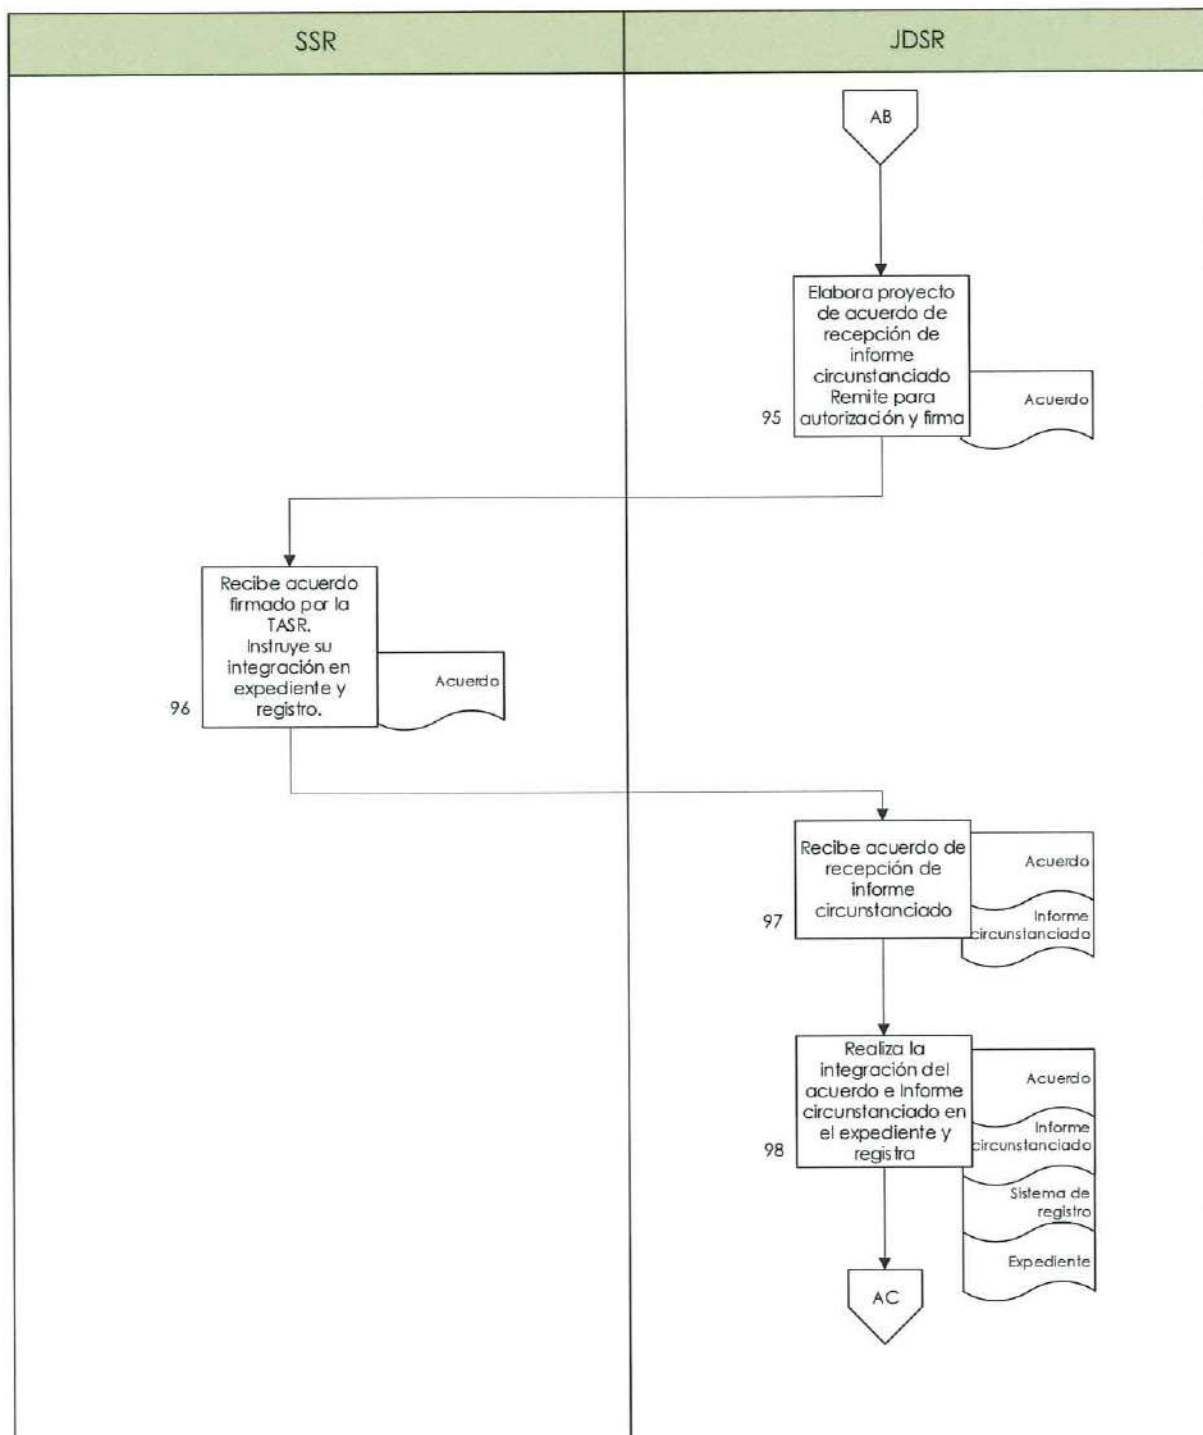 SSR
JDSR
AB
Elabora proyecto
de acuerdo de
recepción de
informe
circunstanciado
Remite para
autorización y firma
95
Acuerdo
Recibe acuerdo
firmado por la
TASR.
Instruye su
integración en
expediente y
registro.
96
Acuerdo
Recibe acuerdo de
recepción de
informe
circunstanciado
97
Acuerdo
Informe
circunstanciado
Realiza la
integración del
acuerdo e Informe
circunstanciado en
el expediente y
registra
98
Acuerdo
Informe
circunstanciado
Sistema de
registro
Expediente
AC